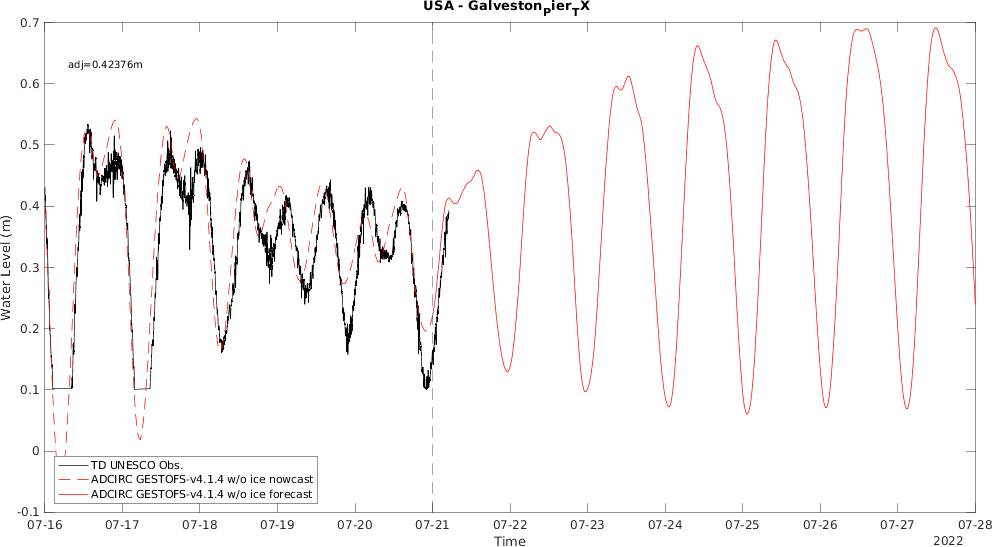 USA - Galveston_Pier_TX
0.7
adj=0.42376m
0.6
0.5
0.4
0.3
0.2
0.1
0
-0.1
Water Level (m)
TD UNESCO Obs.
ADCIRC GESTOFS-v4.1.4 w/o ice nowcast
ADCIRC GESTOFS-v4.1.4 w/o ice forecast
07-16 07-17 07-18 07-19 07-20 07-21 07-22 07-23 07-24 07-25 07-26 07-27 07-28
Time
2022